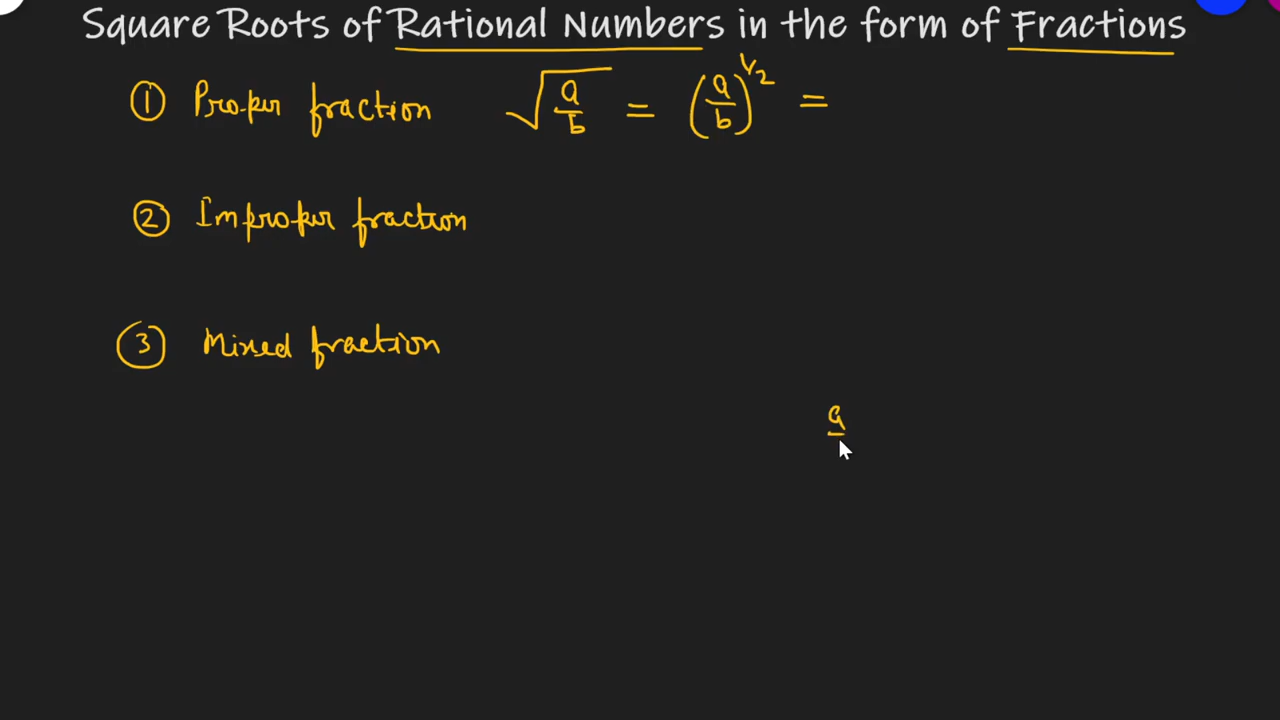 Square Roots of Rational Numbers in the form of Fractions
① Proper fraction √(a/b) = (a/b)^1/2 =
② Improper fraction
③ Mixed fraction
a